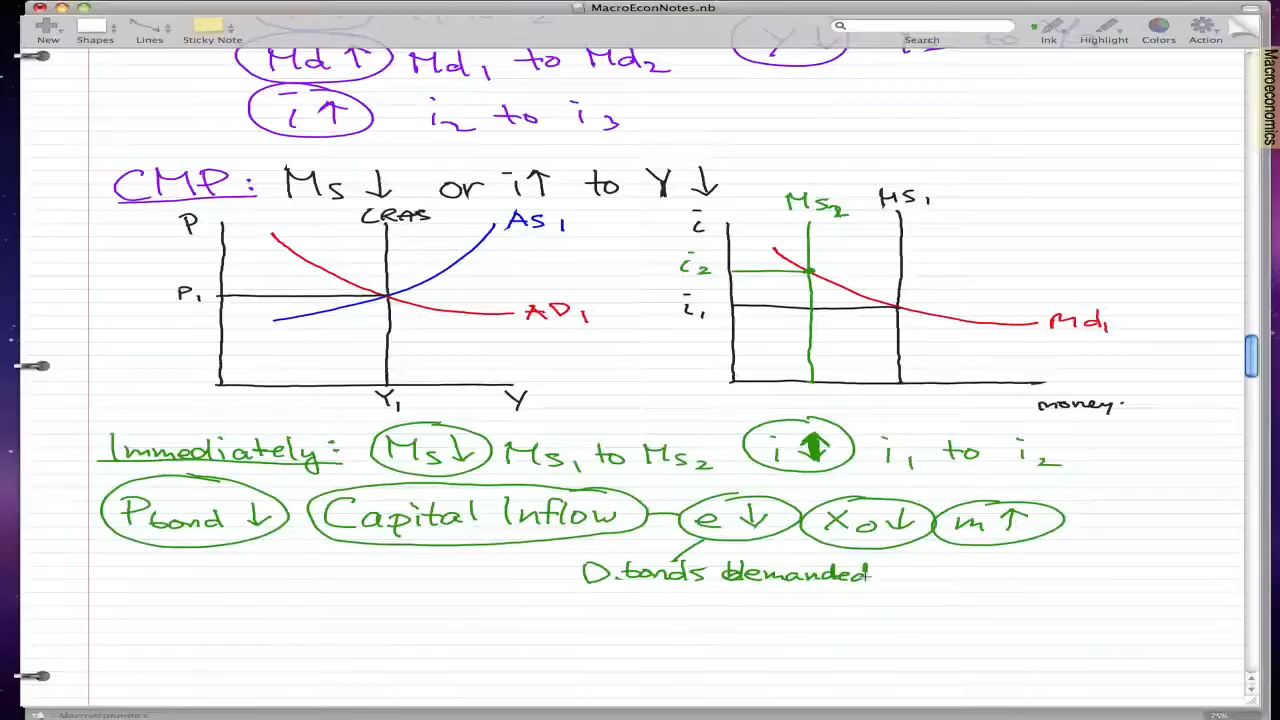 MacroEconNotes.nb
New Shapes Lines Sticky Note Search Ink Highlight Colors Action
Macroeconomics
Md ↑ Md1 to Md2 Y ↓
i ↑ i2 to i3
CMP: Ms ↓ or i ↑ to Y ↓
P LRAS AS1 i Ms2 Ms1
i2
P1 AD1 i1 Md1
Y1 Y money
Immediately: Ms ↓ Ms1 to Ms2 i ↑ i1 to i2
Pbond ↓ Capital Inflow e ↓ Xo ↓ m ↑
D.bonds demanded
Macroeconomics 75%